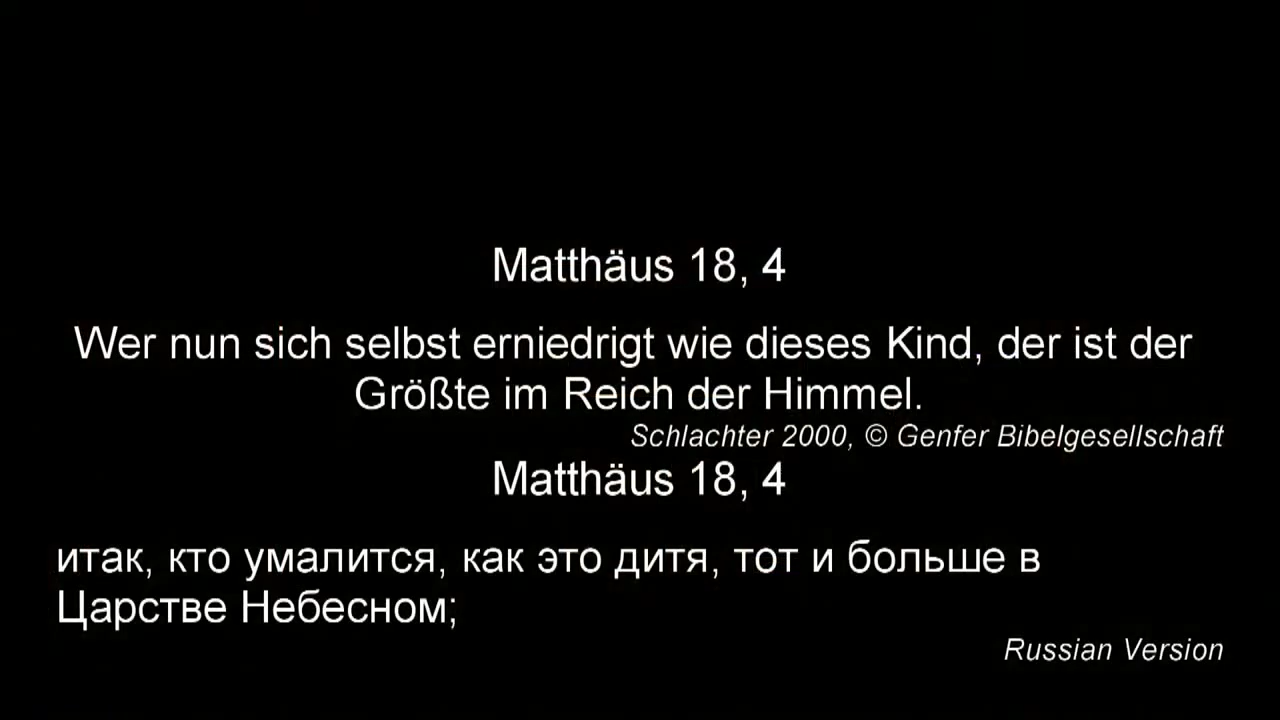 Matthäus 18, 4
Wer nun sich selbst erniedrigt wie dieses Kind, der ist der
Größte im Reich der Himmel.
Schlachter 2000, © Genfer Bibelgesellschaft
Matthäus 18, 4
итак, кто умалится, как это дитя, тот и больше в
Царстве Небесном;
Russian Version